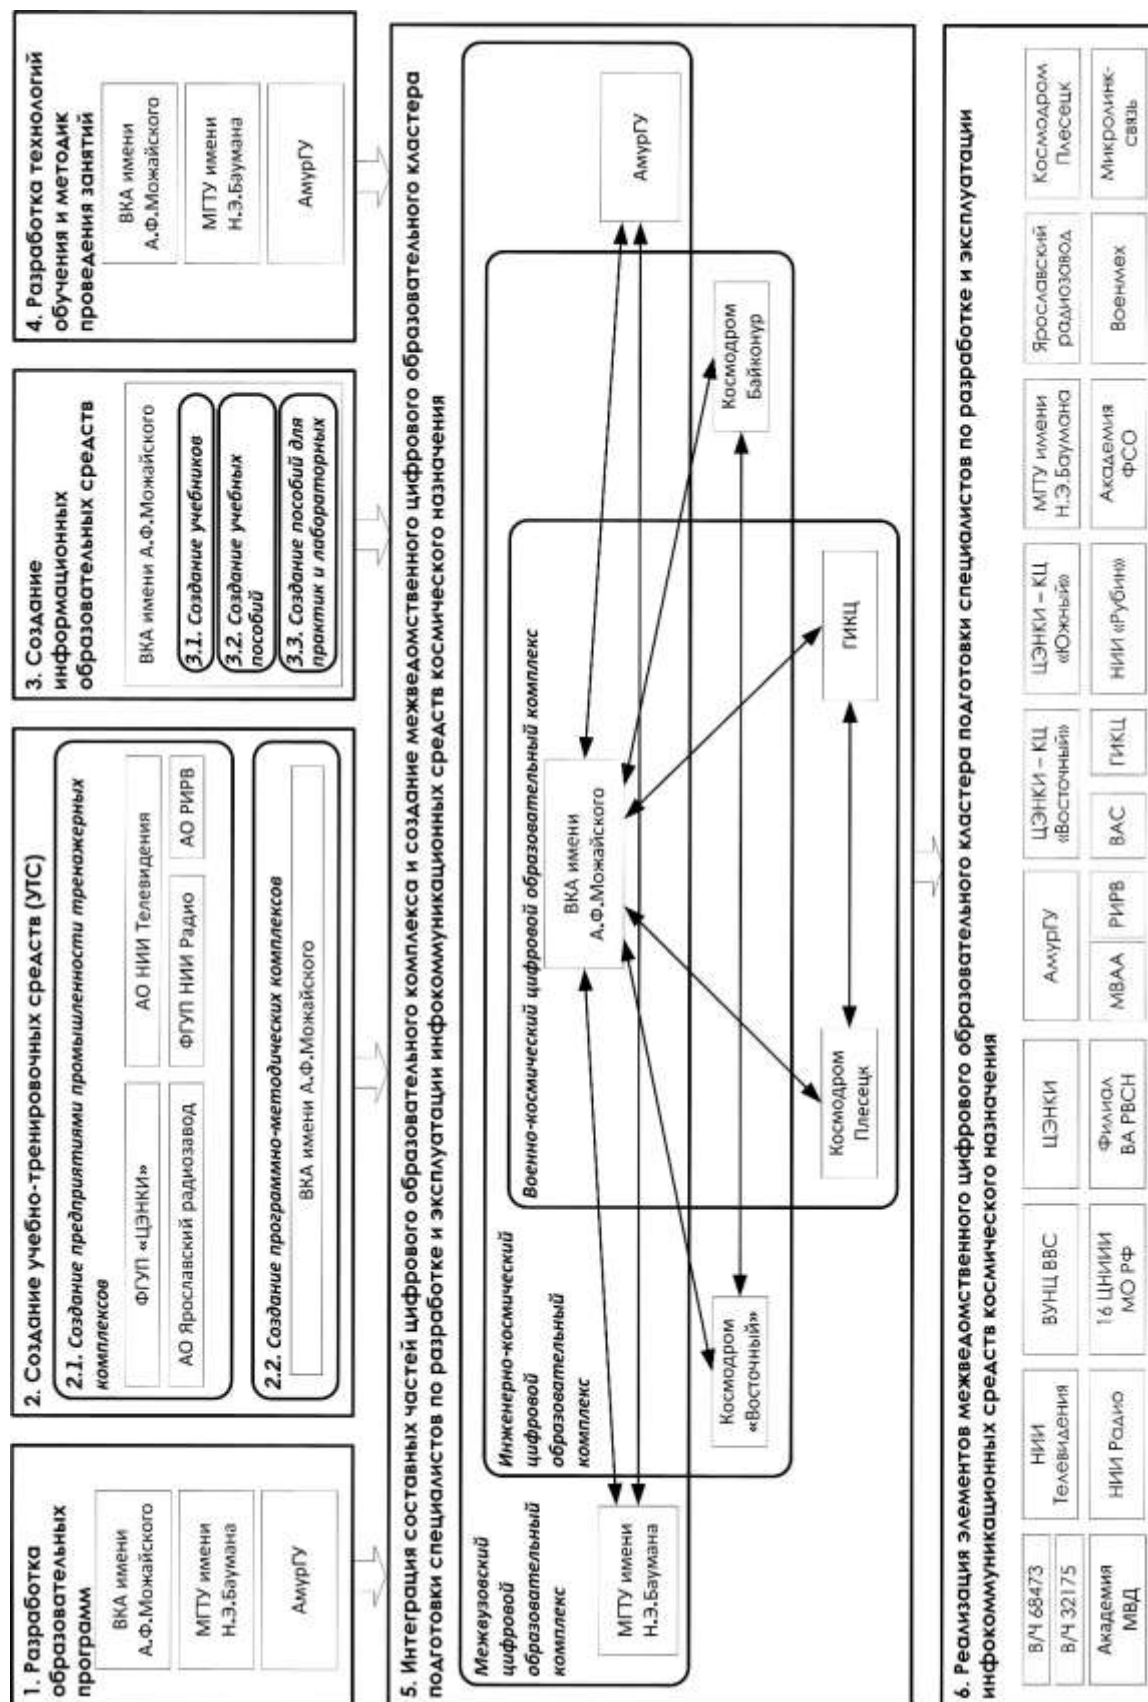 1. Разработка
образовательных
программ
ВКА имени
А.Ф.Можайского
МГТУ имени
Н.Э.Баумана
АмурГУ
2. Создание учебно-тренировочных средств (УТС)
2.1. Создание предприятиями промышленности тренажерных
комплексов
ФГУП «ЦЭНКИ»
АО НИИ Телевидения
АО Ярославский радиозавод
ФГУП НИИ Радио
АО РИРВ
2.2. Создание программно-методических комплексов
ВКА имени А.Ф.Можайского
3. Создание
информационных
образовательных средств
ВКА имени А.Ф.Можайского
3.1. Создание учебников
3.2. Создание учебных
пособий
3.3. Создание пособий для
практик и лабораторных
4. Разработка технологий
обучения и методик
проведения занятий
ВКА имени
А.Ф.Можайского
МГТУ имени
Н.Э.Баумана
АмурГУ
5. Интеграция составных частей цифрового образовательного комплекса и создание межведомственного цифрового образовательного кластера
подготовки специалистов по разработке и эксплуатации инфокоммуникационных средств космического назначения
Межвузовский
цифровой
образовательный
комплекс
Инженерно-космический
цифровой
образовательный
комплекс
Военно-космический цифровой образовательный комплекс
МГТУ имени
Н.Э.Баумана
Космодром
«Восточный»
ВКА имени
А.Ф.Можайского
Космодром
Плесецк
ГИКЦ
Космодром
Байконур
АмурГУ
6. Реализация элементов межведомственного цифрового образовательного кластера подготовки специалистов по разработке и эксплуатации
инфокоммуникационных средств космического назначения
В/Ч 68473
В/Ч 32175
НИИ
Телевидения
ВУНЦ ВВС
ЦЭНКИ
АмурГУ
ЦЭНКИ – КЦ
«Восточный»
ЦЭНКИ – КЦ
«Южный»
МГТУ имени
Н.Э.Баумана
Ярославский
радиозавод
Космодром
Плесецк
Академия
МВД
НИИ Радио
16 ЦНИИИ
МО РФ
Филиал
ВА РВСН
МВАА
РИРВ
ВАС
ГИКЦ
НИИ «Рубин»
Академия
ФСО
Военмех
Микролинк-
связь